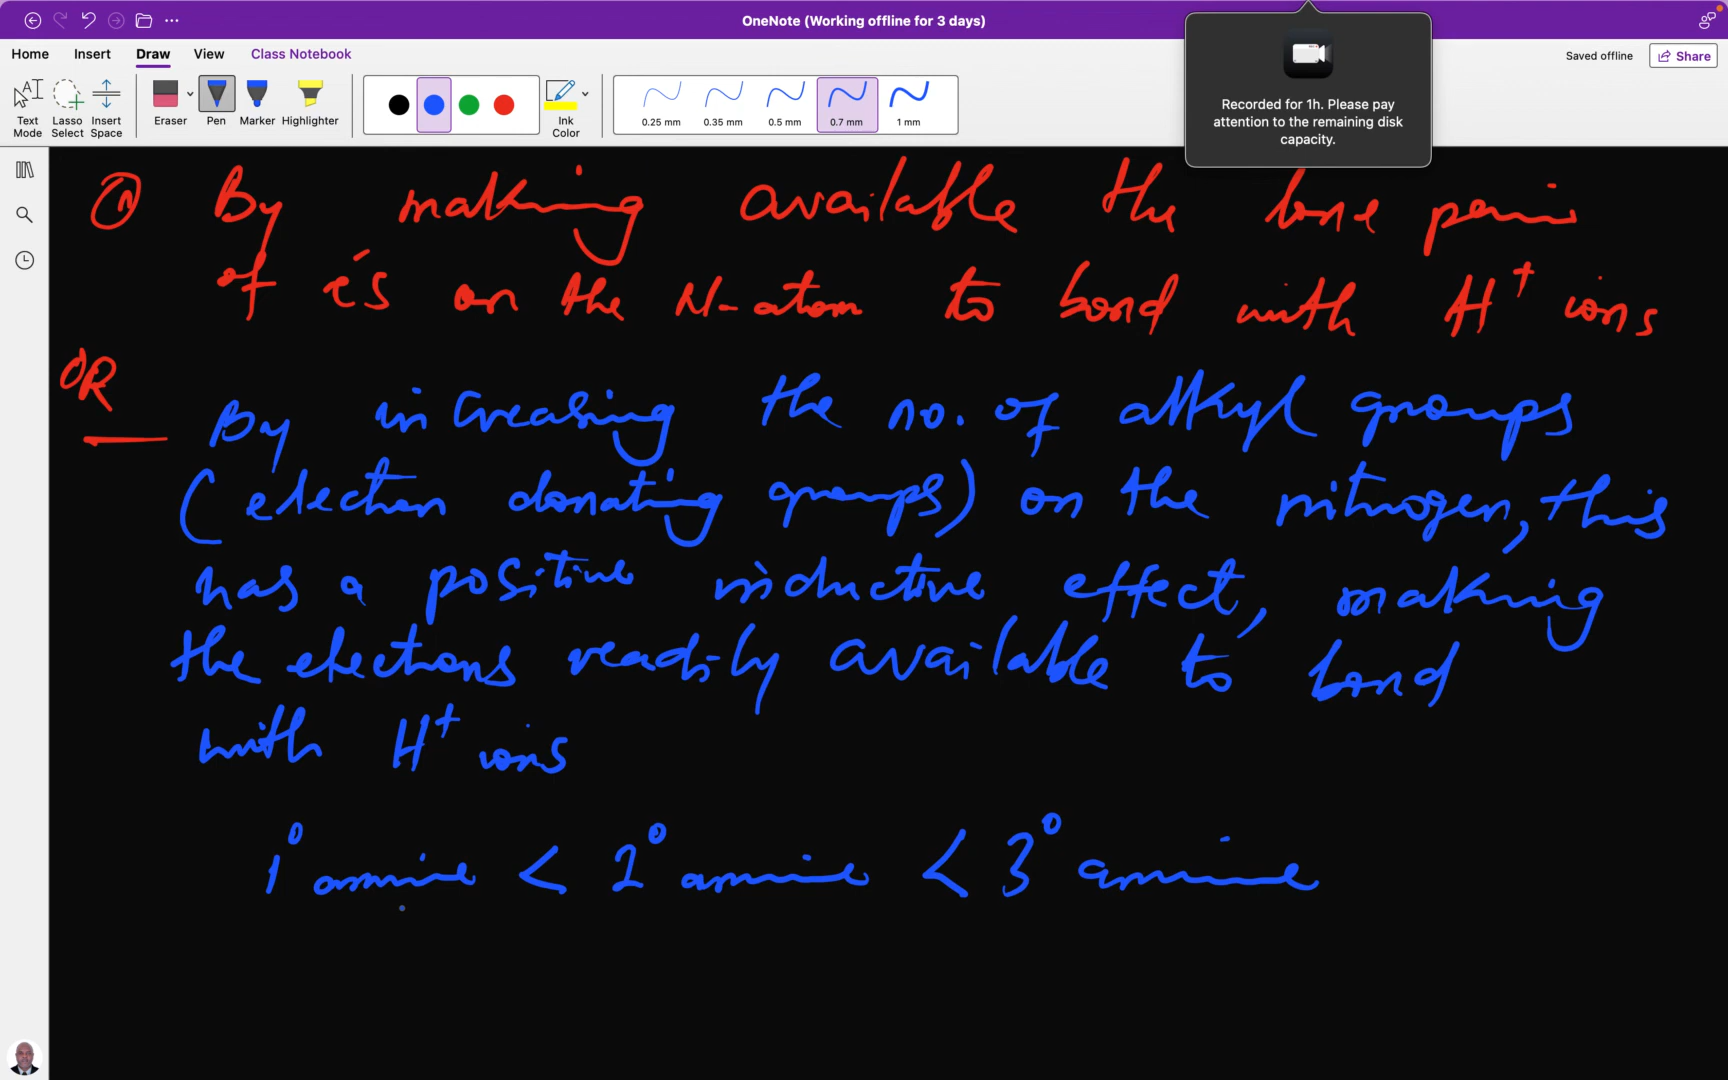 OneNote (Working offline for 3 days)
Home Insert Draw View Class Notebook
Saved offline Share
Text Mode
Lasso Select
Insert Space
Eraser
Pen
Marker
Highlighter
Ink Color
0.25 mm 0.35 mm 0.5 mm 0.7 mm 1 mm
Recorded for 1h. Please pay
attention to the remaining disk
capacity.
① By making available the lone pairs
of e's on the N-atom to bond with H⁺ ions
OR
By increasing the no. of alkyl groups
(electron donating groups) on the nitrogen, this
has a positive inductive effect, making
the electrons readily available to bond
with H⁺ ions
1° amine < 2° amine < 3° amine